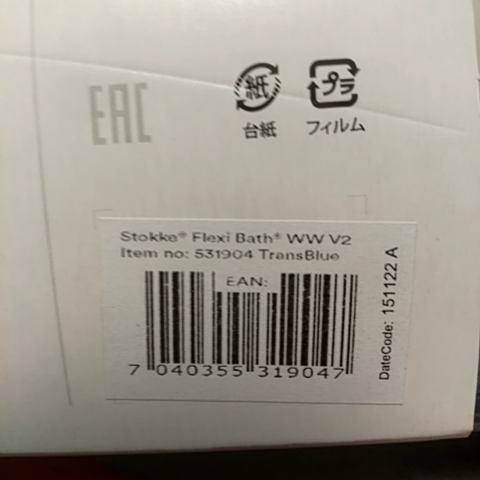 EAC
紙
プラ
台紙
フィルム
Stokke® Flexi Bath® WW V2
Item no: 531904 TransBlue
EAN:
7 040355 319047
DateCode: 151122 A